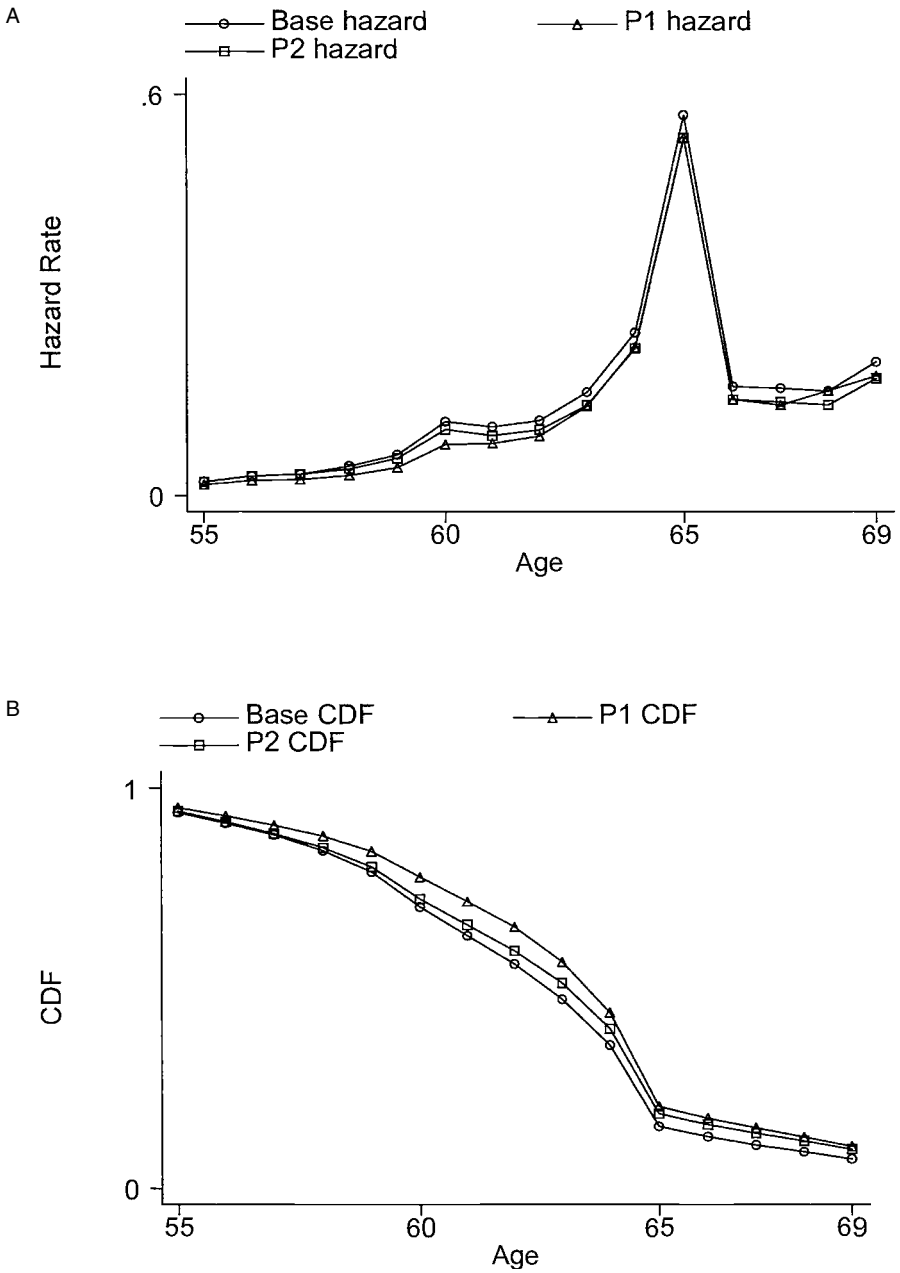 A
Base hazard P1 hazard
P2 hazard
.6
Hazard Rate
0
55 60 65 69
Age
B
Base CDF P1 CDF
P2 CDF
1
CDF
0
55 60 65 69
Age